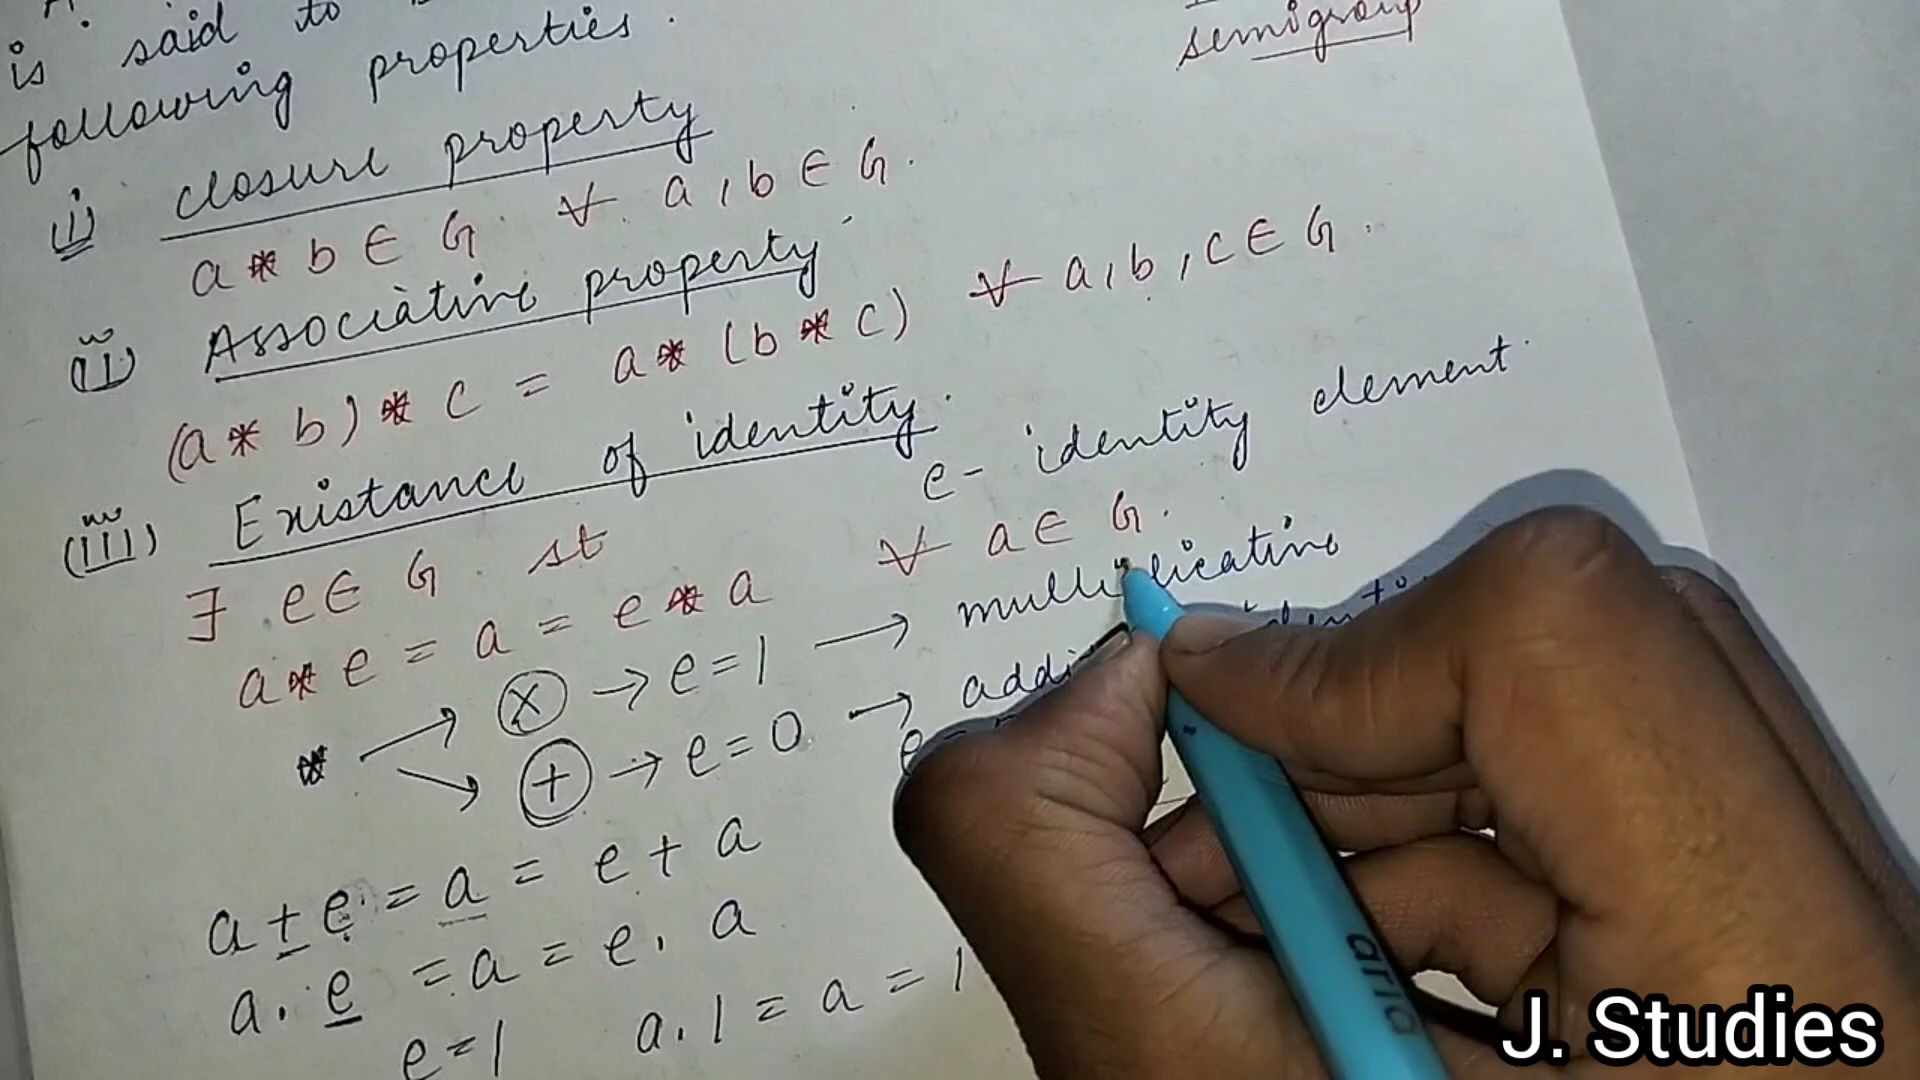 is said to
following properties.
semigroup
(i) closure property
a * b ∈ G ∀ a, b ∈ G.
(ii) Associative property
(a * b) * c = a * (b * c) ∀ a, b, c ∈ G.
(iii) Existance of identity.
e - identity element.
∃ e ∈ G st
a * e = a = e * a ∀ a ∈ G.
* → × → e = 1 → multiplicative
→ + → e = 0 →
a + e = a = e + a
a . e = a = e . a
e = 1 a . 1 = a = 1
aria
J. Studies